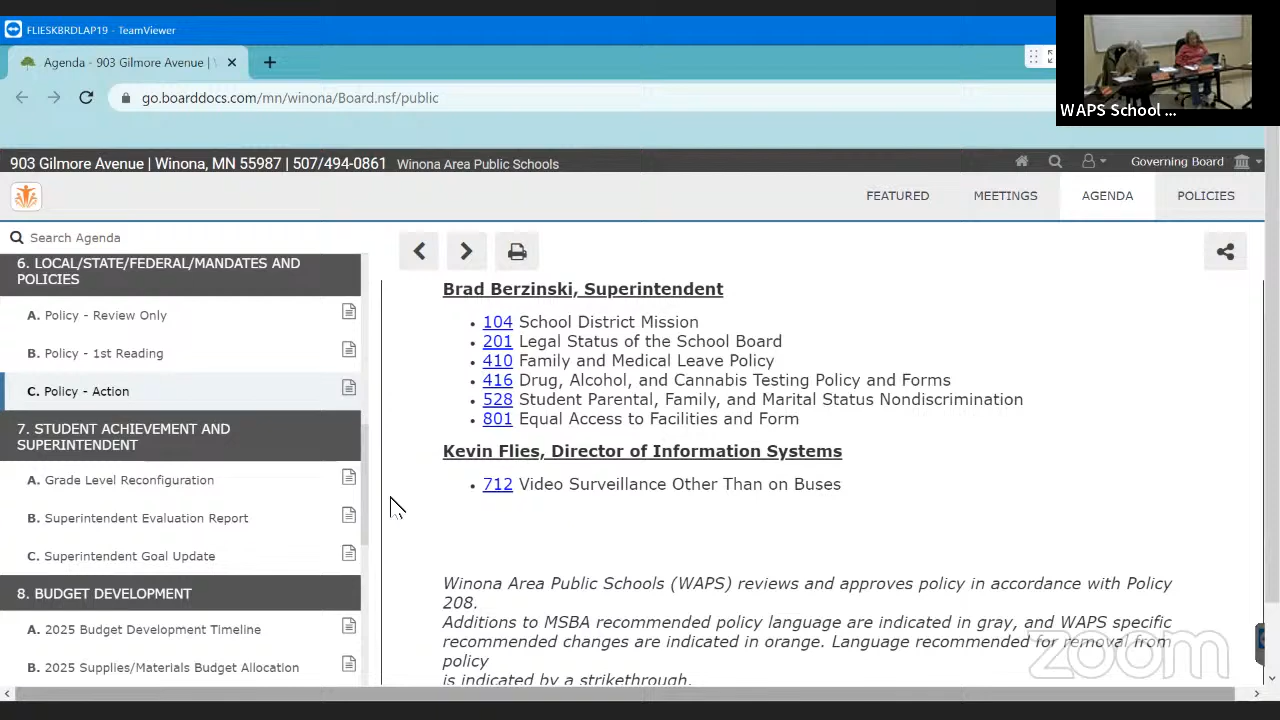 FLIESKBRDLAP19 - TeamViewer
Agenda - 903 Gilmore Avenue |
go.boarddocs.com/mn/winona/Board.nsf/public
WAPS School ...
903 Gilmore Avenue | Winona, MN 55987 | 507/494-0861 Winona Area Public Schools
Governing Board
FEATURED MEETINGS AGENDA POLICIES
Search Agenda
6. LOCAL/STATE/FEDERAL/MANDATES AND
POLICIES
A. Policy - Review Only
B. Policy - 1st Reading
C. Policy - Action
7. STUDENT ACHIEVEMENT AND
SUPERINTENDENT
A. Grade Level Reconfiguration
B. Superintendent Evaluation Report
C. Superintendent Goal Update
8. BUDGET DEVELOPMENT
A. 2025 Budget Development Timeline
B. 2025 Supplies/Materials Budget Allocation
Brad Berzinski, Superintendent
• 104 School District Mission
• 201 Legal Status of the School Board
• 410 Family and Medical Leave Policy
• 416 Drug, Alcohol, and Cannabis Testing Policy and Forms
• 528 Student Parental, Family, and Marital Status Nondiscrimination
• 801 Equal Access to Facilities and Form
Kevin Flies, Director of Information Systems
• 712 Video Surveillance Other Than on Buses
Winona Area Public Schools (WAPS) reviews and approves policy in accordance with Policy
208.
Additions to MSBA recommended policy language are indicated in gray, and WAPS specific
recommended changes are indicated in orange. Language recommended for removal from
policy
is indicated by a strikethrough.
zoom